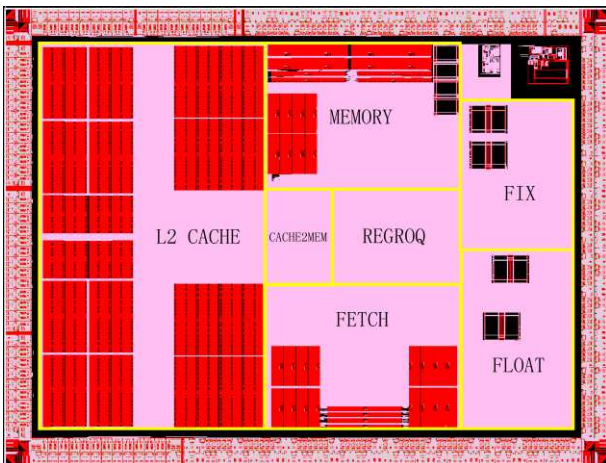 MEMORY
FIX
L2 CACHE
CACHE2MEM
REGROQ
FETCH
FLOAT